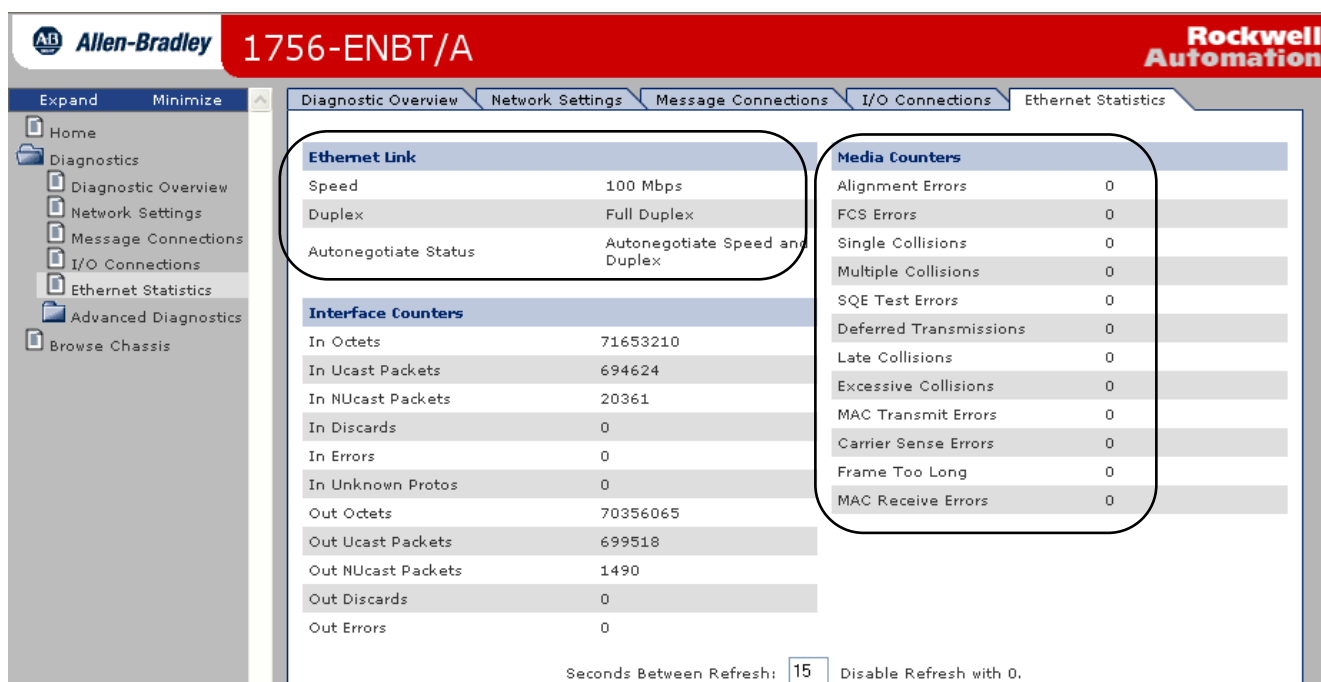 AB Allen-Bradley
1756-ENBT/A
Rockwell
Automation
Expand Minimize
Home
Diagnostics
Diagnostic Overview
Network Settings
Message Connections
I/O Connections
Ethernet Statistics
Advanced Diagnostics
Browse Chassis
Diagnostic Overview Network Settings Message Connections I/O Connections Ethernet Statistics
Ethernet Link
Speed 100 Mbps
Duplex Full Duplex
Autonegotiate Status Autonegotiate Speed and
Duplex
Interface Counters
In Octets 71653210
In Ucast Packets 694624
In NUcast Packets 20361
In Discards 0
In Errors 0
In Unknown Protos 0
Out Octets 70356065
Out Ucast Packets 699518
Out NUcast Packets 1490
Out Discards 0
Out Errors 0
Media Counters
Alignment Errors 0
FCS Errors 0
Single Collisions 0
Multiple Collisions 0
SQE Test Errors 0
Deferred Transmissions 0
Late Collisions 0
Excessive Collisions 0
MAC Transmit Errors 0
Carrier Sense Errors 0
Frame Too Long 0
MAC Receive Errors 0
Seconds Between Refresh: 15 Disable Refresh with 0.